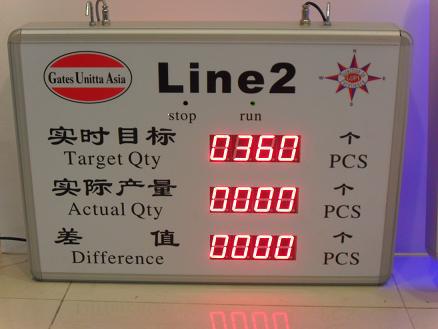 Gates Unitta Asia
Line2
stop run
实时目标 0360 个
Target Qty PCS
实际产量 0000 个
Actual Qty PCS
差 值 0000 个
Difference PCS